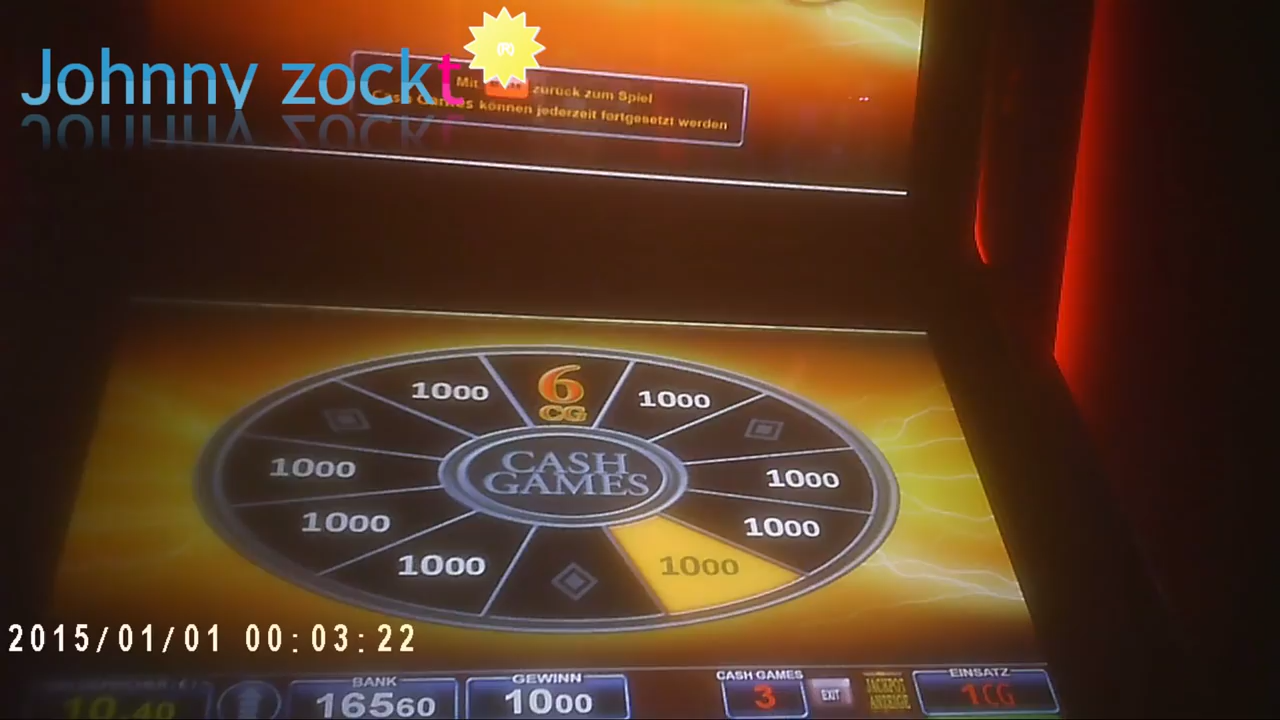 Johnny zockt
(R)
Mit zurück zum Spiel
Cash Games können jederzeit fortgesetzt werden
6
CG
1000
1000
1000
1000
CASH
GAMES
1000
1000
1000
1000
2015/01/01 00:03:22
10.40
BANK
16560
GEWINN
1000
CASH GAMES
3
EXIT
JACKPOT
ANZEIGE
EINSATZ
1CG